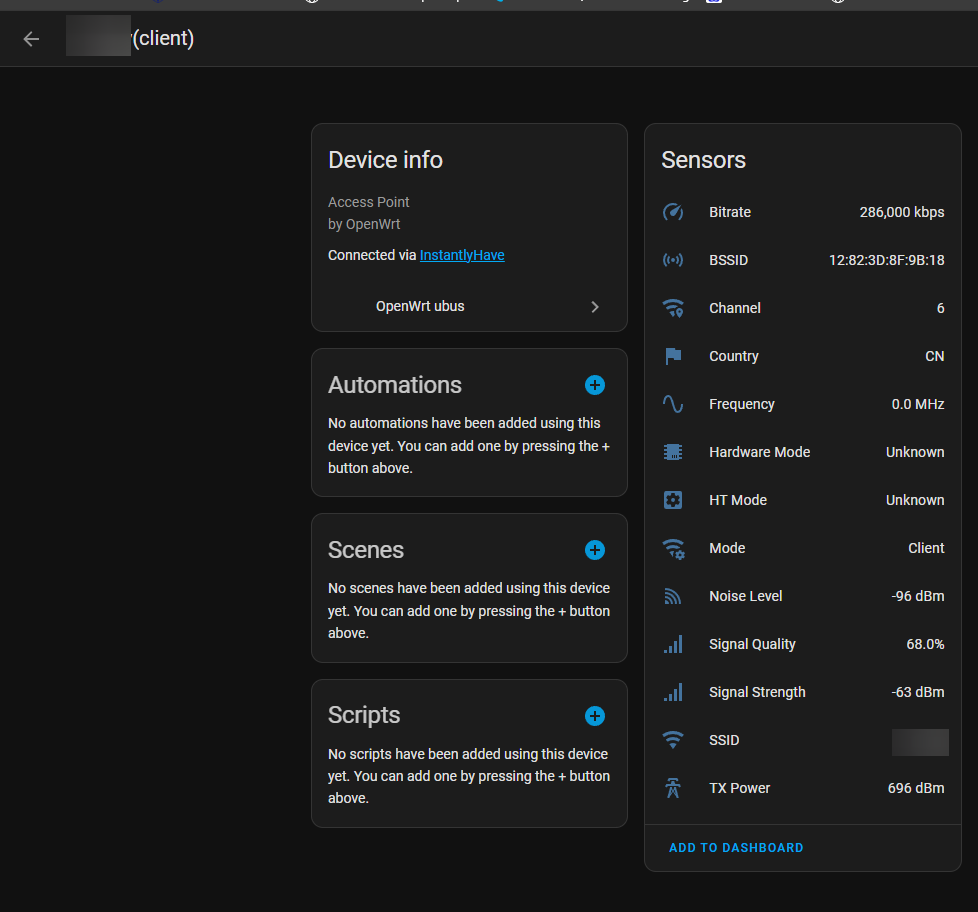 (client)
Device info
Access Point
by OpenWrt
Connected via InstantlyHave
OpenWrt ubus
Automations
No automations have been added using this
device yet. You can add one by pressing the +
button above.
Scenes
No scenes have been added using this device
yet. You can add one by pressing the + button
above.
Scripts
No scripts have been added using this device
yet. You can add one by pressing the + button
above.
Sensors
Bitrate 286,000 kbps
BSSID 12:82:3D:8F:9B:18
Channel 6
Country CN
Frequency 0.0 MHz
Hardware Mode Unknown
HT Mode Unknown
Mode Client
Noise Level -96 dBm
Signal Quality 68.0%
Signal Strength -63 dBm
SSID
TX Power 696 dBm
ADD TO DASHBOARD